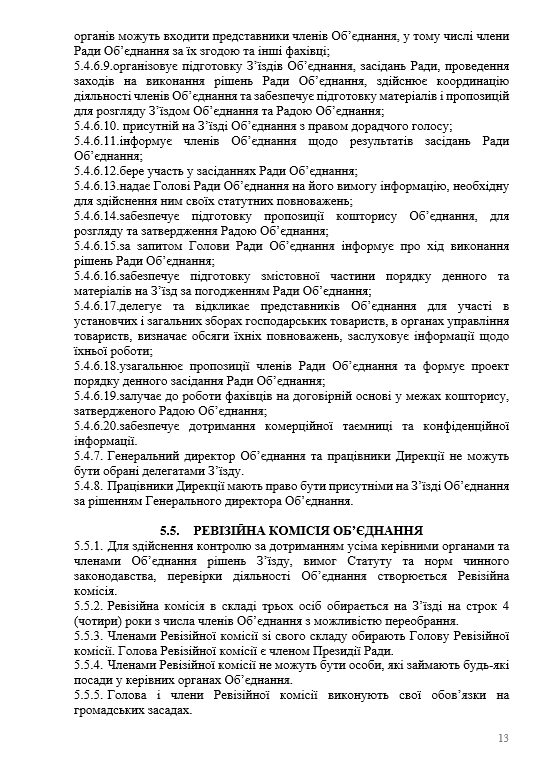 органів можуть входити представники членів Об’єднання, у тому числі члени
Ради Об’єднання за їх згодою та інші фахівці;
5.4.6.9.організовує підготовку З’їздів Об’єднання, засідань Ради, проведення
заходів на виконання рішень Ради Об’єднання, здійснює координацію
діяльності членів Об’єднання та забезпечує підготовку матеріалів і пропозицій
для розгляду З’їздом Об’єднання та Радою Об’єднання;
5.4.6.10. присутній на З’їзді Об’єднання з правом дорадчого голосу;
5.4.6.11.інформує членів Об’єднання щодо результатів засідань Ради
Об’єднання;
5.4.6.12.бере участь у засіданнях Ради Об’єднання;
5.4.6.13.надає Голові Ради Об’єднання на його вимогу інформацію, необхідну
для здійснення ним своїх статутних повноважень;
5.4.6.14.забезпечує підготовку пропозиції кошторису Об’єднання, для
розгляду та затвердження Радою Об’єднання;
5.4.6.15.за запитом Голови Ради Об’єднання інформує про хід виконання
рішень Ради Об’єднання;
5.4.6.16.забезпечує підготовку змістовної частини порядку денного та
матеріалів на З’їзд за погодженням Ради Об’єднання;
5.4.6.17.делегує та відкликає представників Об’єднання для участі в
установчих і загальних зборах господарських товариств, в органах управління
товариств, визначає обсяги їхніх повноважень, заслуховує інформації щодо
їхньої роботи;
5.4.6.18.узагальнює пропозиції членів Ради Об’єднання та формує проект
порядку денного засідання Ради Об’єднання;
5.4.6.19.залучає до роботи фахівців на договірній основі у межах кошторису,
затвердженого Радою Об’єднання;
5.4.6.20.забезпечує дотримання комерційної таємниці та конфіденційної
інформації.
5.4.7. Генеральний директор Об’єднання та працівники Дирекції не можуть
бути обрані делегатами З’їзду.
5.4.8. Працівники Дирекції мають право бути присутніми на З’їзді Об’єднання
за рішенням Генерального директора Об’єднання.
5.5. РЕВІЗІЙНА КОМІСІЯ ОБ’ЄДНАННЯ
5.5.1. Для здійснення контролю за дотриманням усіма керівними органами та
членами Об’єднання рішень З’їзду, вимог Статуту та норм чинного
законодавства, перевірки діяльності Об’єднання створюється Ревізійна
комісія.
5.5.2. Ревізійна комісія в складі трьох осіб обирається на З’їзді на строк 4
(чотири) роки з числа членів Об’єднання з можливістю переобрання.
5.5.3. Членами Ревізійної комісії зі свого складу обирають Голову Ревізійної
комісії. Голова Ревізійної комісії є членом Президії Ради.
5.5.4. Членами Ревізійної комісії не можуть бути особи, які займають будь-які
посади у керівних органах Об’єднання.
5.5.5. Голова і члени Ревізійної комісії виконують свої обов’язки на
громадських засадах.
13